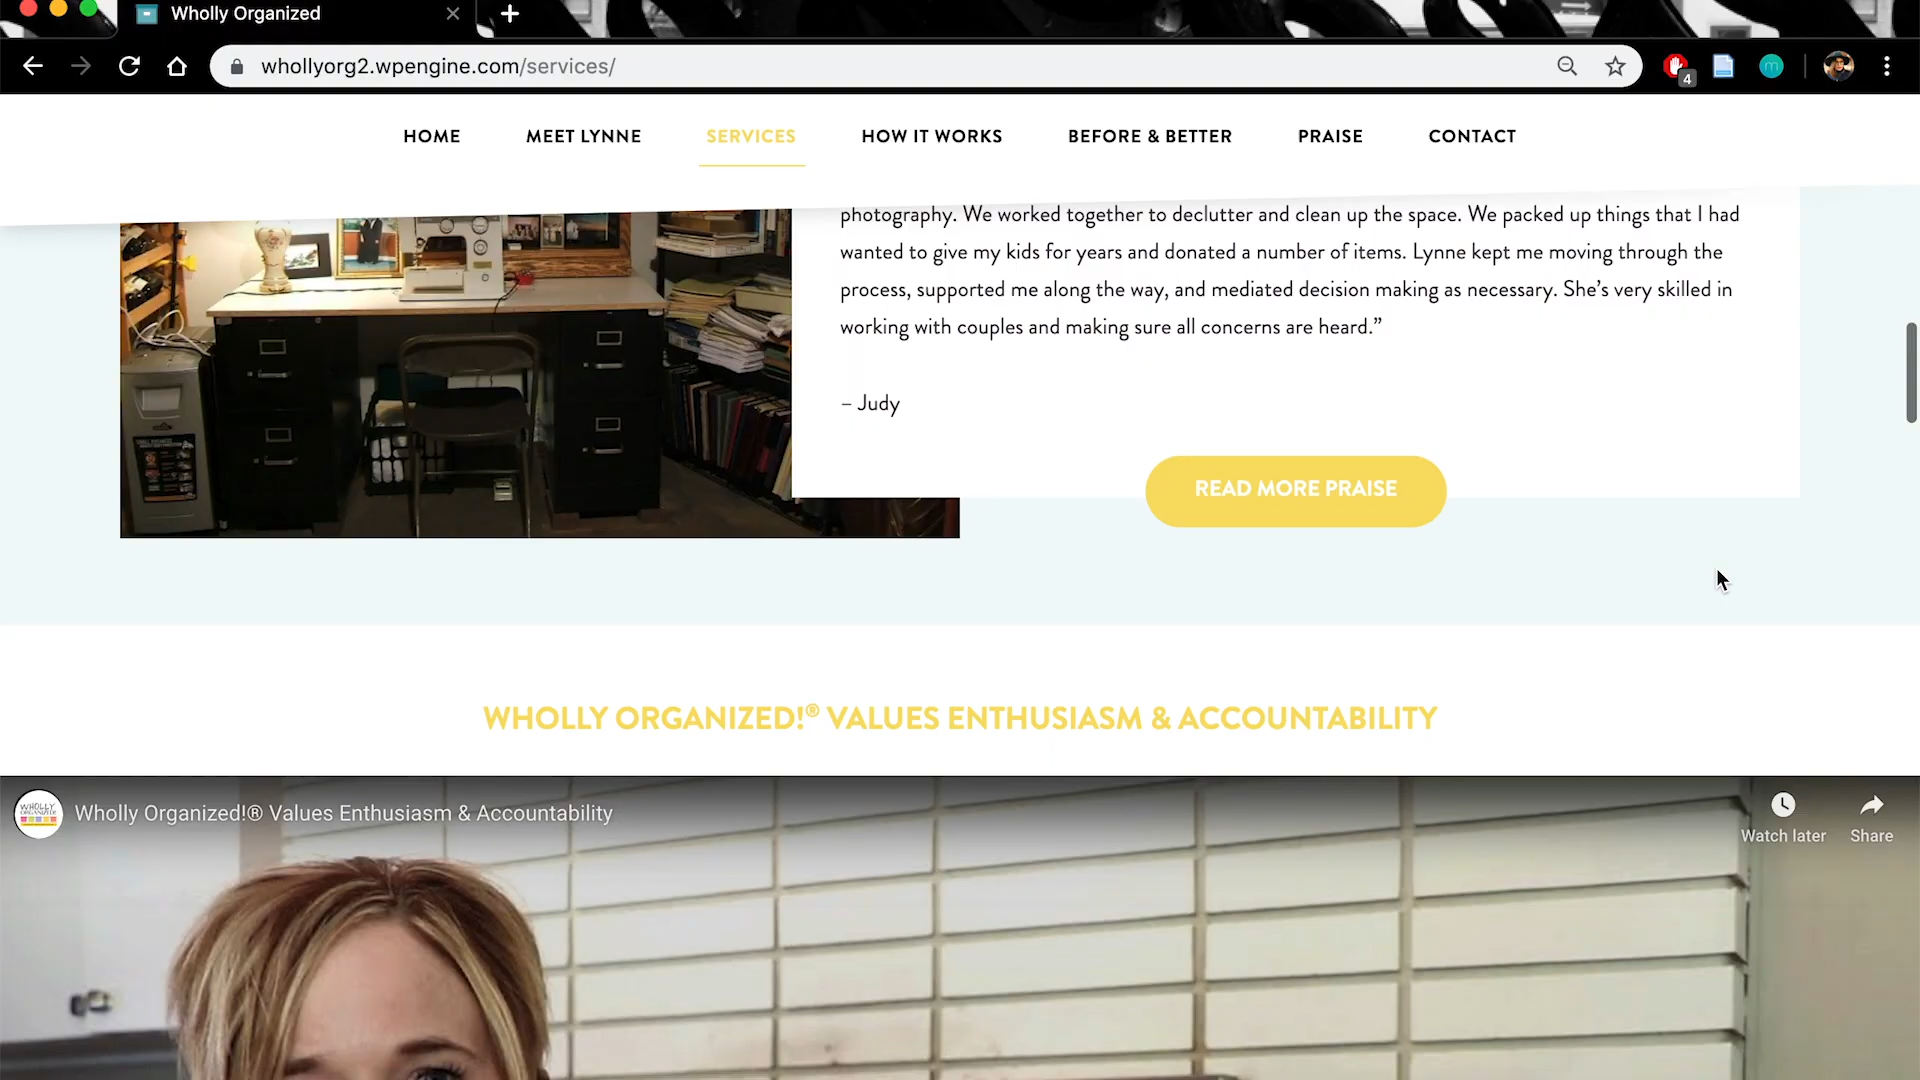 Wholly Organized
whollyorg2.wpengine.com/services/
4
m
HOME MEET LYNNE SERVICES HOW IT WORKS BEFORE & BETTER PRAISE CONTACT
photography. We worked together to declutter and clean up the space. We packed up things that I had
wanted to give my kids for years and donated a number of items. Lynne kept me moving through the
process, supported me along the way, and mediated decision making as necessary. She’s very skilled in
working with couples and making sure all concerns are heard.”
– Judy
READ MORE PRAISE
WHOLLY ORGANIZED!® VALUES ENTHUSIASM & ACCOUNTABILITY
WHOLLY
ORGANIZED
Wholly Organized!® Values Enthusiasm & Accountability
Watch later
Share